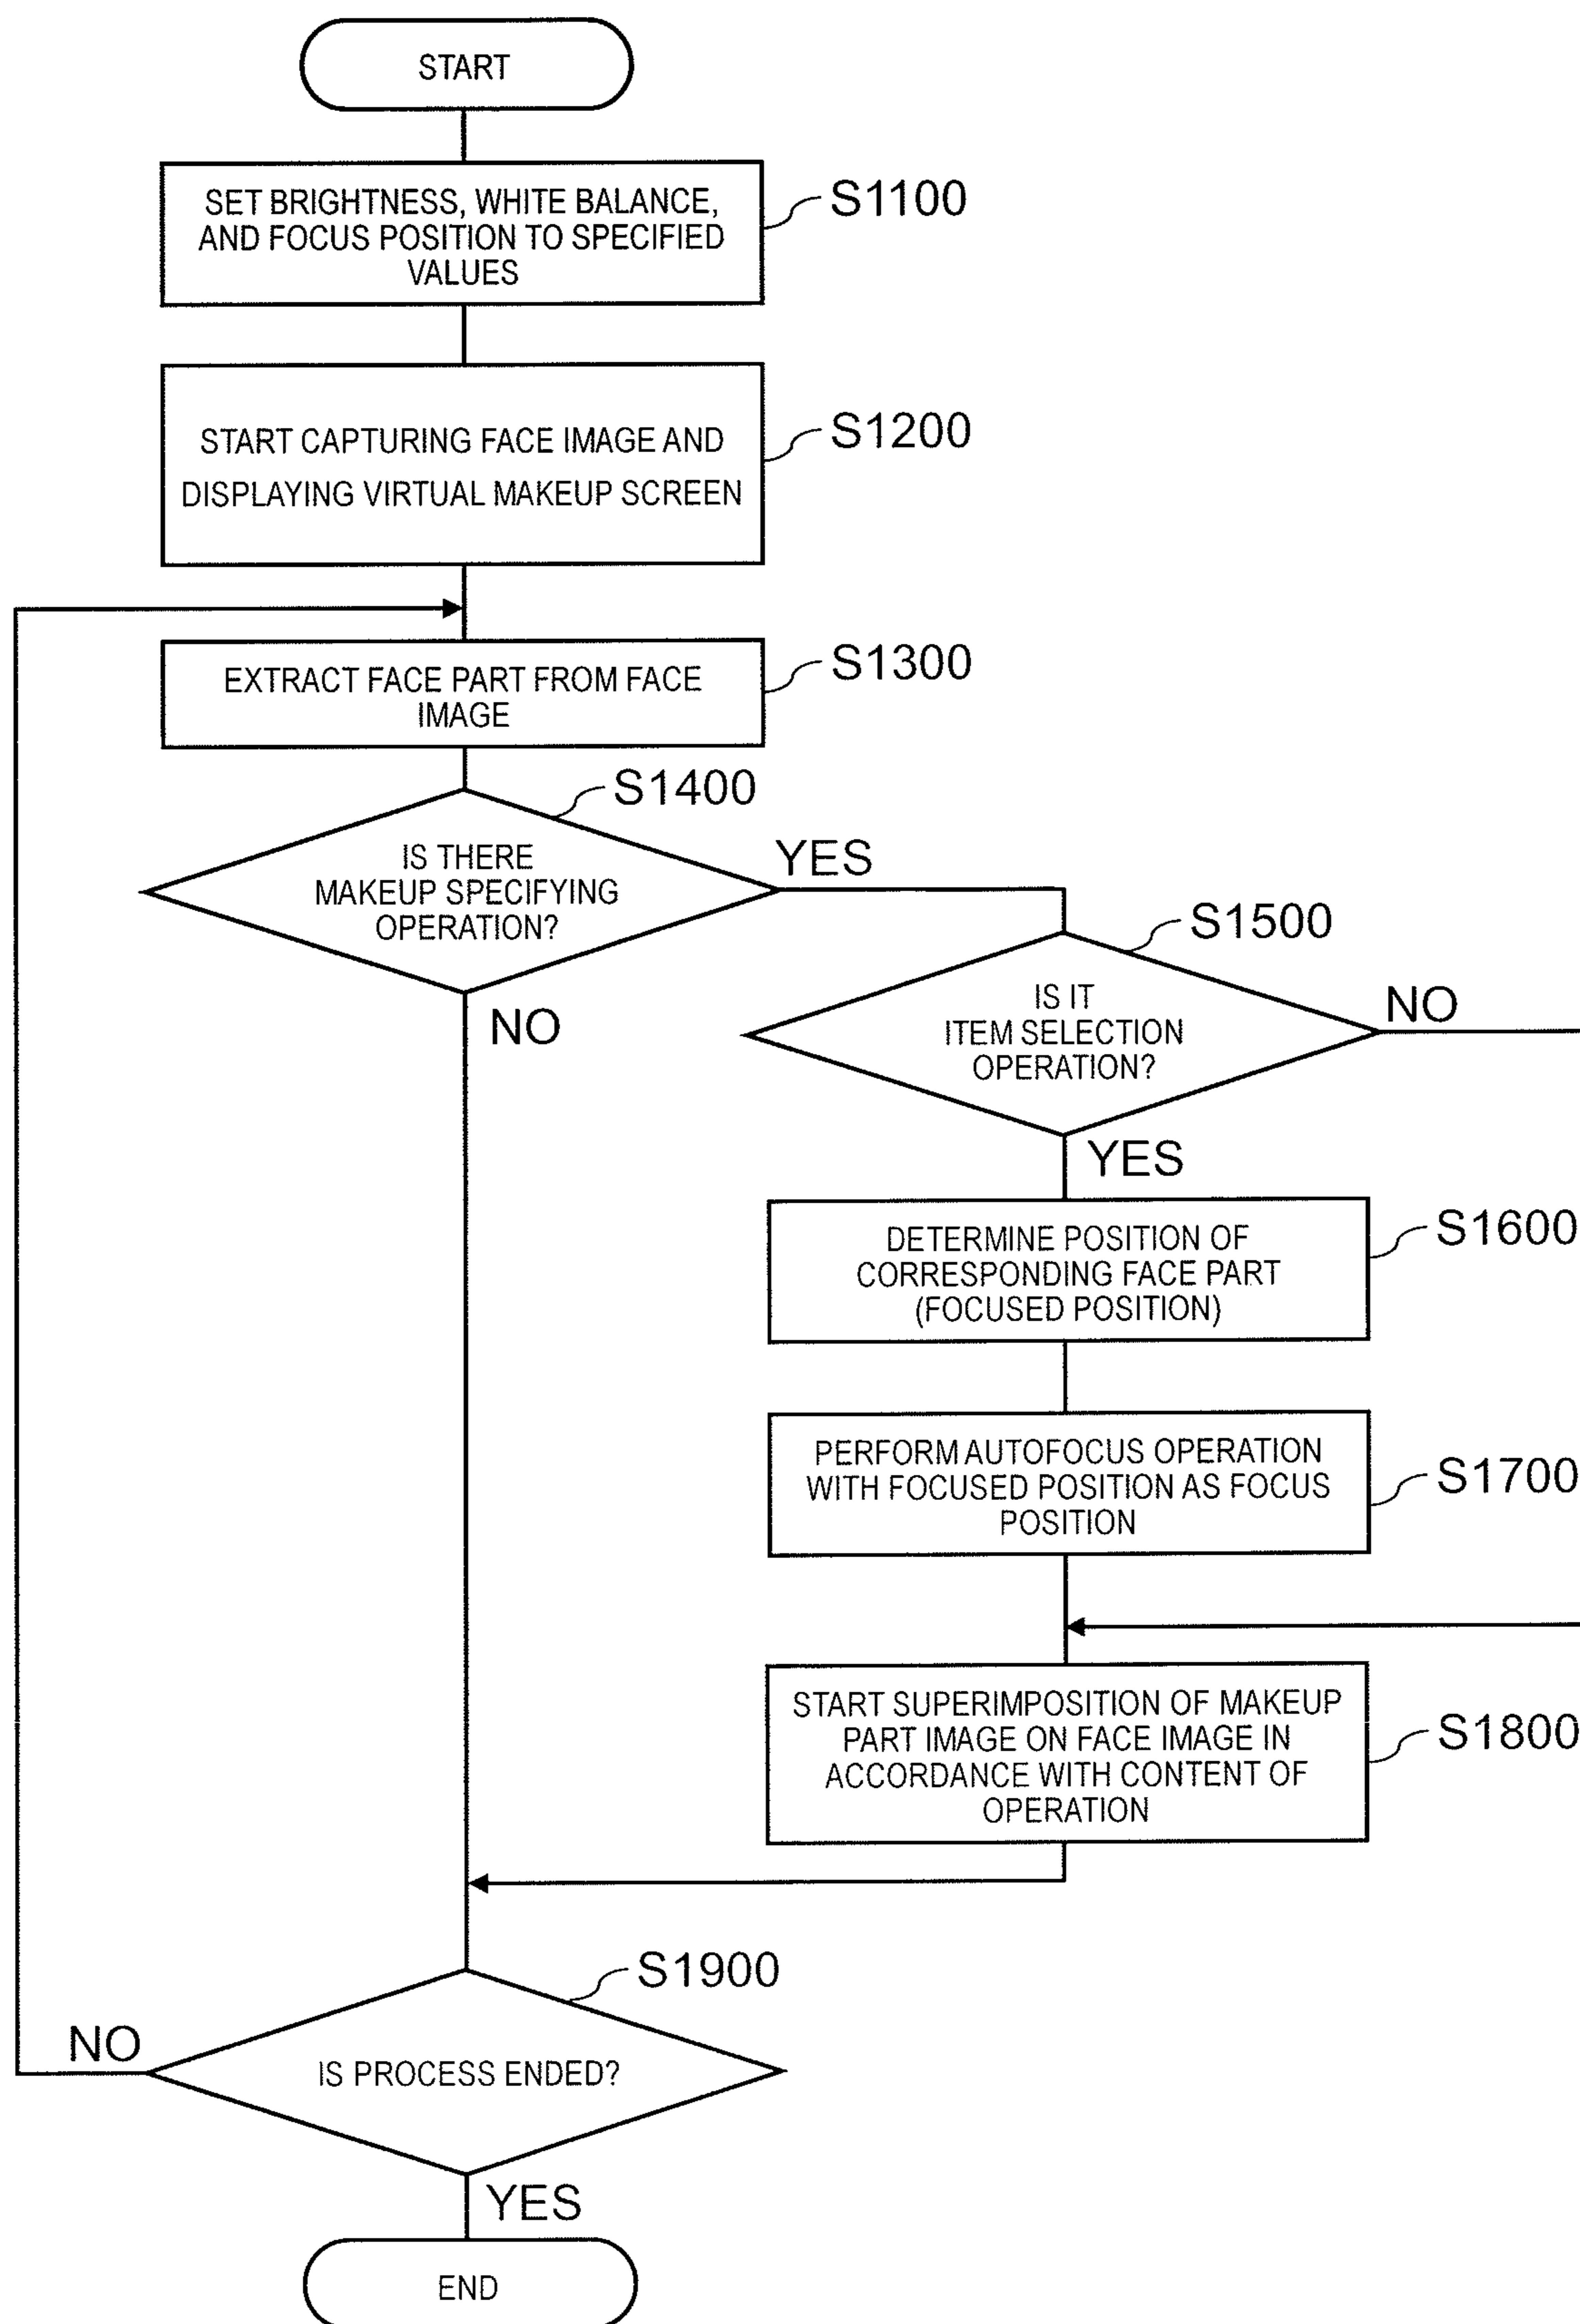 START
SET BRIGHTNESS, WHITE BALANCE,
AND FOCUS POSITION TO SPECIFIED
VALUES
S1100
START CAPTURING FACE IMAGE AND
DISPLAYING VIRTUAL MAKEUP SCREEN
S1200
EXTRACT FACE PART FROM FACE
IMAGE
S1300
S1400
IS THERE
MAKEUP SPECIFYING
OPERATION?
YES
NO
S1500
IS IT
ITEM SELECTION
OPERATION?
NO
YES
DETERMINE POSITION OF
CORRESPONDING FACE PART
(FOCUSED POSITION)
S1600
PERFORM AUTOFOCUS OPERATION
WITH FOCUSED POSITION AS FOCUS
POSITION
S1700
START SUPERIMPOSITION OF MAKEUP
PART IMAGE ON FACE IMAGE IN
ACCORDANCE WITH CONTENT OF
OPERATION
S1800
S1900
IS PROCESS ENDED?
NO
YES
END